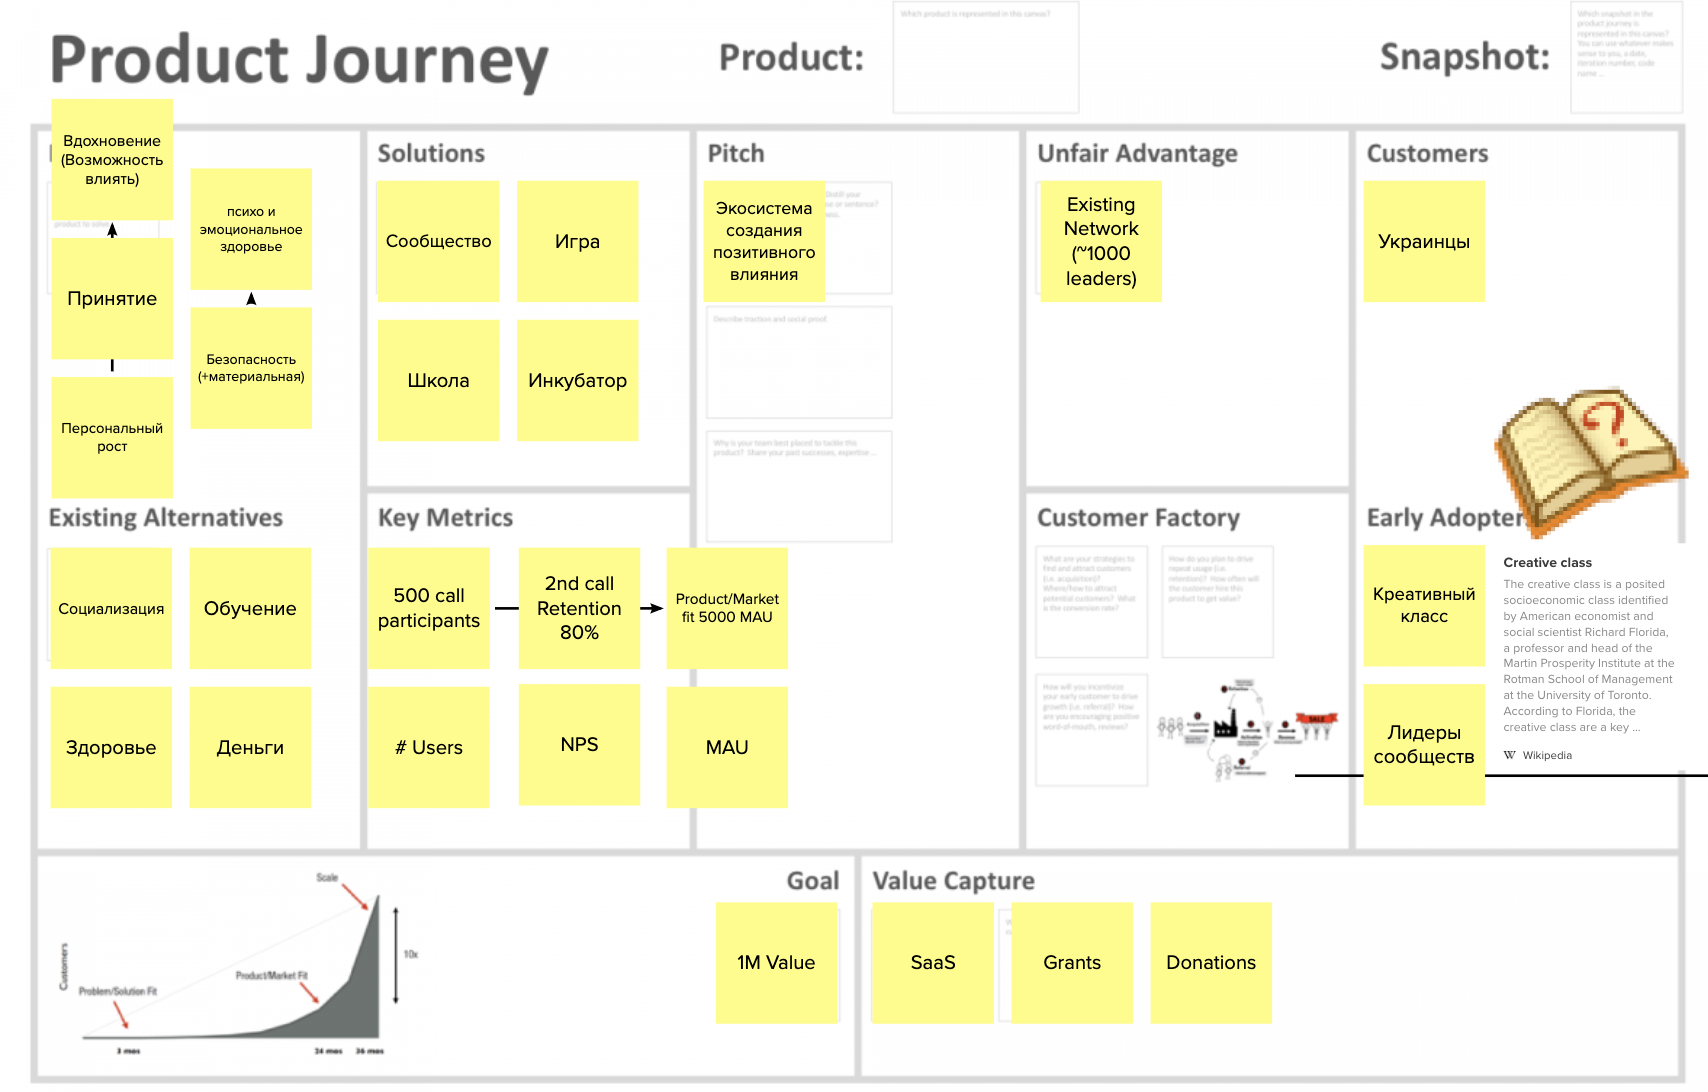 Product Journey
Product:
Which product is represented in this canvas?
Snapshot:
Which snapshot in the
product journey is
represented in this canvas?
You can use whatever makes
sense to you, a date,
iteration number, code
name ...
Вдохновение
(Возможность
влиять)
product to solve
Принятие
Персональный
рост
психо и
эмоциональное
здоровье
Безопасность
(+материальная)
Existing Alternatives
Социализация
Обучение
Здоровье
Деньги
Solutions
Сообщество
Игра
Школа
Инкубатор
Key Metrics
500 call
participants
2nd call
Retention
80%
Product/Market
fit 5000 MAU
# Users
NPS
MAU
Pitch
Экосистема
создания
позитивного
влияния
Distill your
or sentence?
Describe traction and social proof
Why is your team best placed to tackle this
product? Share your past successes, expertise ...
Unfair Advantage
Existing
Network
(~1000
leaders)
Customer Factory
What are your strategies to
find and attract customers
(i.e. acquisition)?
Where/how to attract
potential customers? What
is the conversion rate?
How do you plan to drive
repeat usage (i.e.
retention)? How often will
the customer hire this
product to get value?
How will you incentivize
your early customer to drive
growth (i.e. referral)? How
are you encouraging positive
word-of-mouth, reviews?
SALE
Customers
Украинцы
Early Adopter
Креативный
класс
Лидеры
сообществ
Creative class
The creative class is a posited
socioeconomic class identified
by American economist and
social scientist Richard Florida,
a professor and head of the
Martin Prosperity Institute at the
Rotman School of Management
at the University of Toronto.
According to Florida, the
creative class are a key ...
W Wikipedia
Customers
Problem/Solution Fit
Product/Market Fit
Scale
10x
3 mos
24 mos
36 mos
Goal
1M Value
Value Capture
SaaS
Grants
Donations